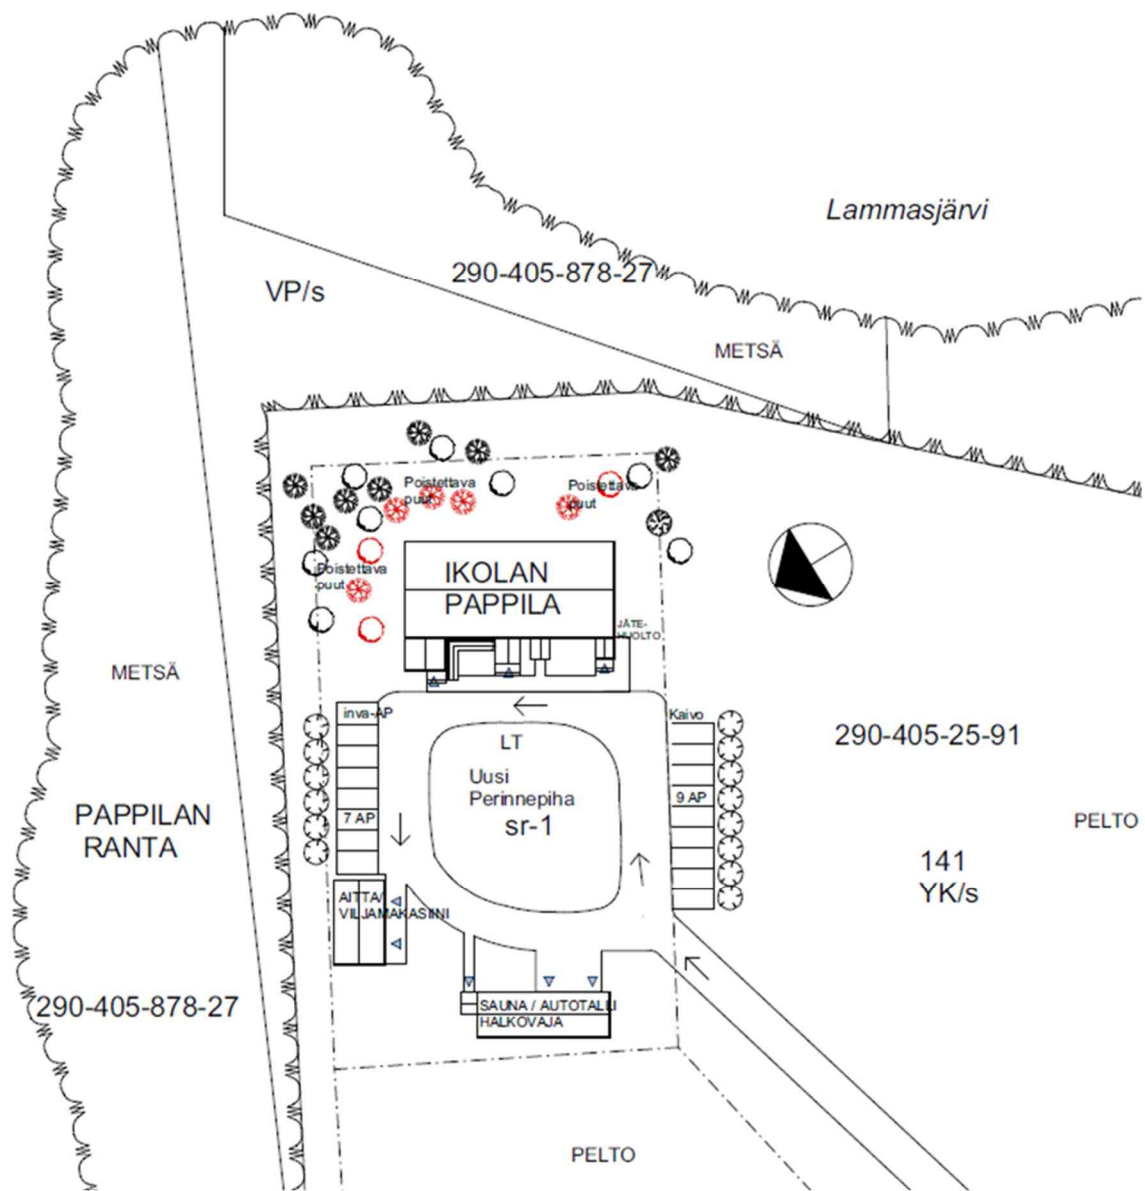 Lammasjärvi
290-405-878-27
VP/s
METSÄ
Poistettava
puut
Poistettava
puut
Poistettava
puut
IKOLAN
PAPPILA
JÄTE-
HUOLTO
METSÄ
inva-AP
Kaivo
LT
290-405-25-91
Uusi
Perinnepiha
sr-1
9 AP
7 AP
PAPPILAN
RANTA
PELTO
141
YK/s
AITTA/
VILJAMAKASIINI
290-405-878-27
SAUNA / AUTOTALLI
HALKOVAJA
PELTO